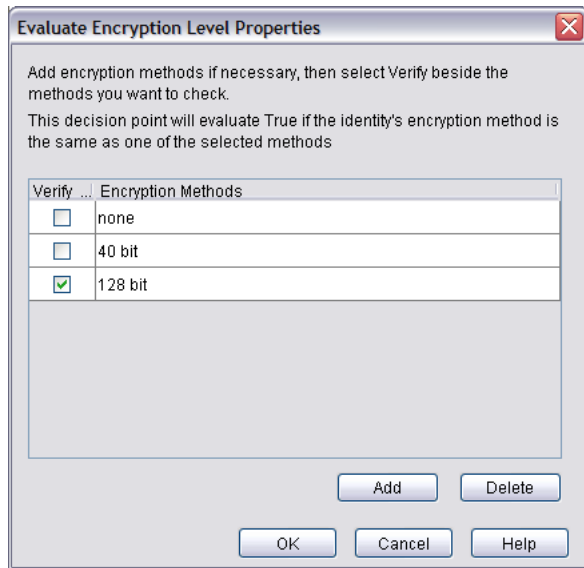 Evaluate Encryption Level Properties
Add encryption methods if necessary, then select Verify beside the
methods you want to check.
This decision point will evaluate True if the identity's encryption method is
the same as one of the selected methods
Verify ... Encryption Methods
none
40 bit
128 bit
Add Delete
OK Cancel Help